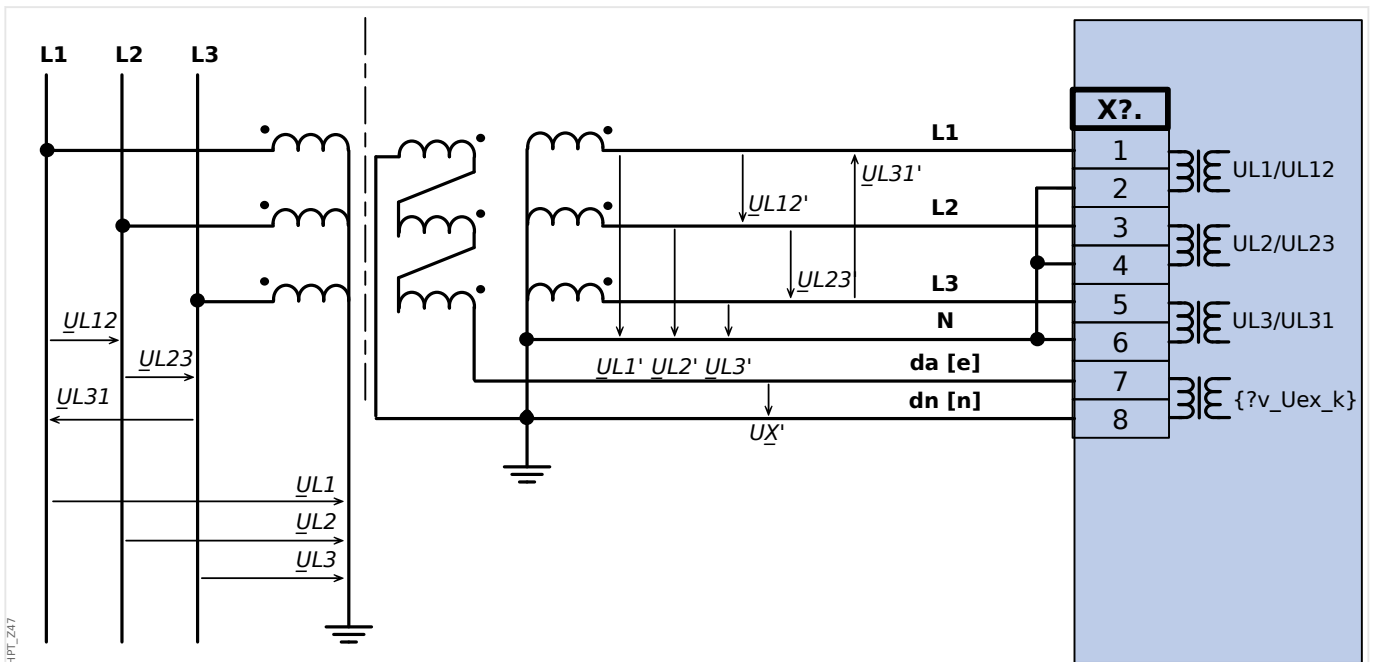 L1 L2 L3
X?.
L1
1
UL31'
UL1/UL12
2
UL12'
L2
3
UL2/UL23
4
UL23'
L3
5
N
UL3/UL31
UL12
6
UL23
UL1' UL2' UL3'
da [e]
7
UL31
dn [n]
{?v_Uex_k}
8
UX'
UL1
UL2
UL3
HPT_Z47